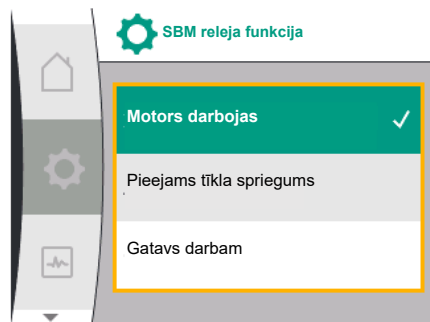 SBM releja funkcija
Motors darbojas
Pieejams tīkla spriegums
Gatavs darbam